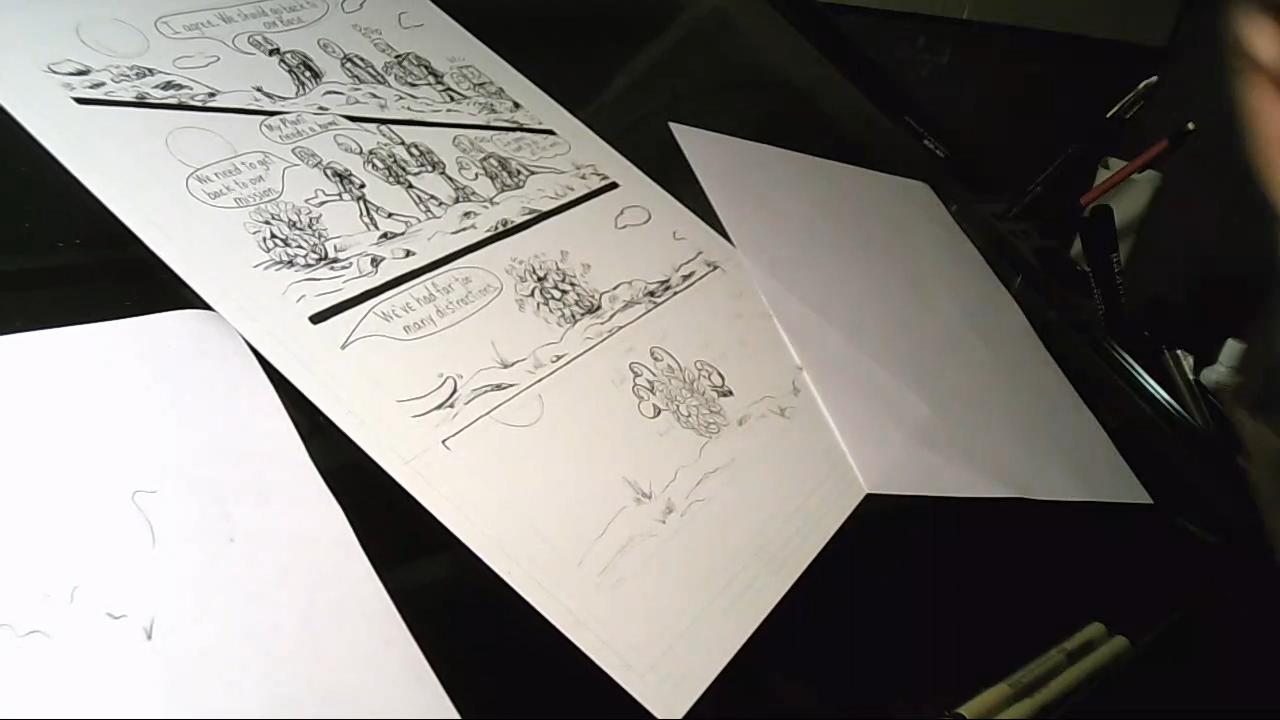 I agree. We should go back to
our Base.
My Plant
needs a home.
We need to get
back to our
mission.
We've had far too
many distractions.